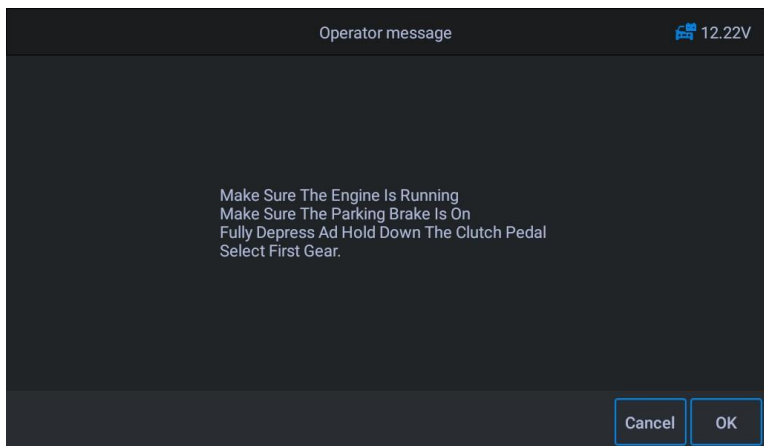 Operator message
12.22V
Make Sure The Engine Is Running
Make Sure The Parking Brake Is On
Fully Depress Ad Hold Down The Clutch Pedal
Select First Gear.
Cancel
OK